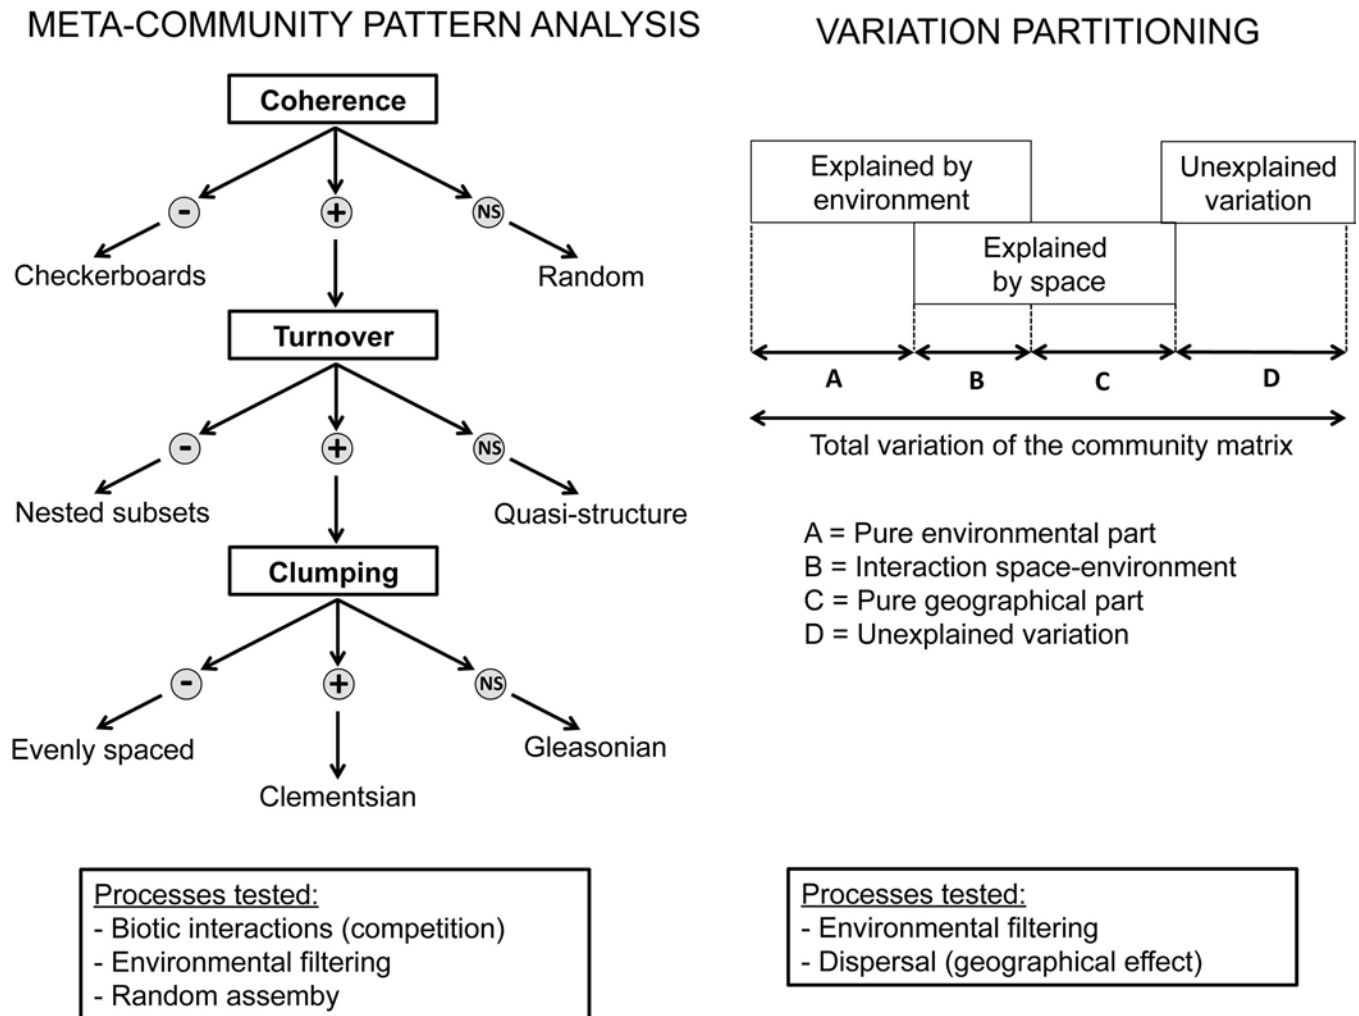 META-COMMUNITY PATTERN ANALYSIS
Coherence
-
+
NS
Checkerboards
Random
Turnover
-
+
NS
Nested subsets
Quasi-structure
Clumping
-
+
NS
Evenly spaced
Gleasonian
Clementsian
Processes tested:
- Biotic interactions (competition)
- Environmental filtering
- Random assemby
VARIATION PARTITIONING
Explained by
environment
Unexplained
variation
Explained
by space
A
B
C
D
Total variation of the community matrix
A = Pure environmental part
B = Interaction space-environment
C = Pure geographical part
D = Unexplained variation
Processes tested:
- Environmental filtering
- Dispersal (geographical effect)